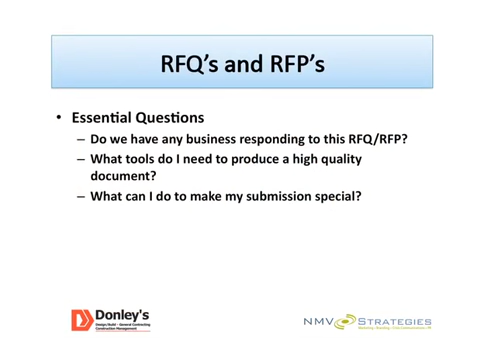 RFQ's and RFP's
• Essential Questions
– Do we have any business responding to this RFQ/RFP?
– What tools do I need to produce a high quality
document?
– What can I do to make my submission special?
Donley's
Design/Build - General Contracting
Construction Management
NMV STRATEGIES